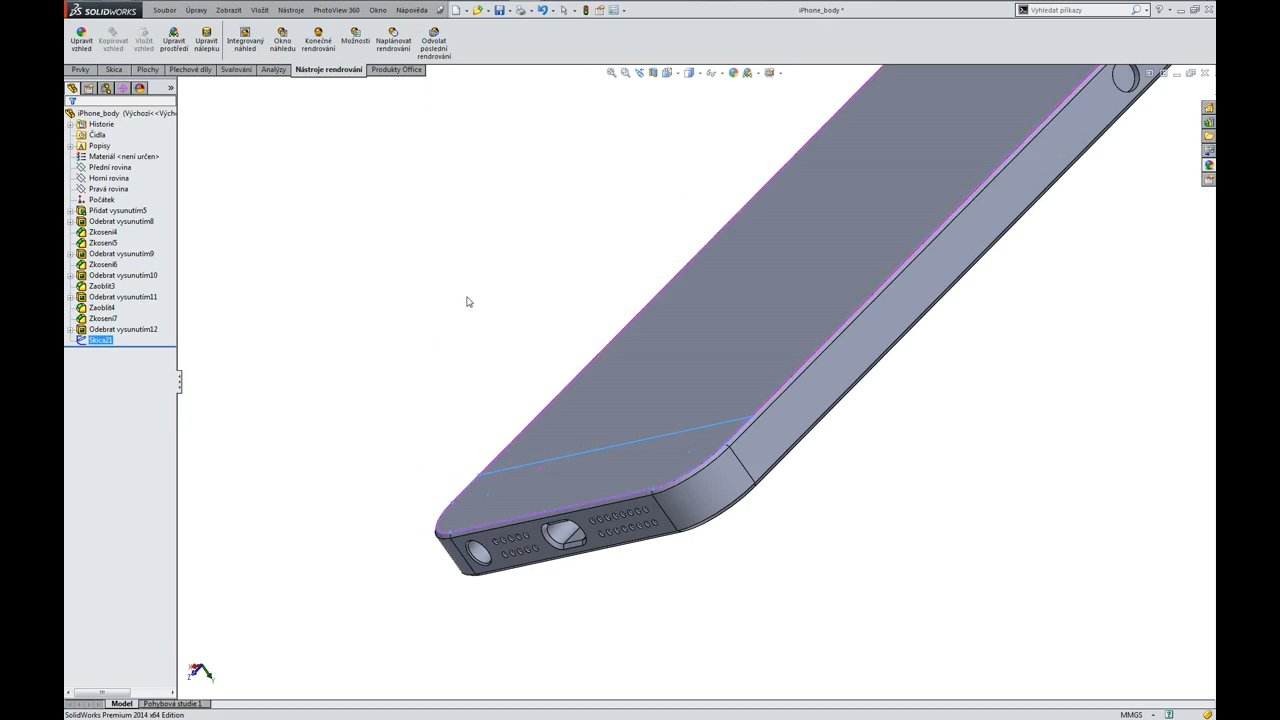 SOLIDWORKS Soubor Úpravy Zobrazit Vložit Nástroje PhotoView 360 Okno Nápověda iPhone_body * Vyhledat příkazy
Upravit vzhled Kopírovat vzhled Vložit vzhled Upravit prostředí Upravit nálepku Integrovaný náhled Okno náhledu Konečné rendrování Možnosti Naplánovat rendrování Odvolat poslední rendrování
Prvky Skica Plochy Plechové díly Svařování Analýzy Nástroje rendrování Produkty Office
iPhone_body (Výchozí<<Vých
Historie
Čidla
Popisy
Materiál <není určen>
Přední rovina
Horní rovina
Pravá rovina
Počátek
Přidat vysunutím5
Odebrat vysunutím8
Zkosení4
Zkosení5
Odebrat vysunutím9
Zkosení6
Odebrat vysunutím10
Zaoblit3
Odebrat vysunutím11
Zaoblit4
Zkosení7
Odebrat vysunutím12
Skica21
Model Pohybová studie 1
SolidWorks Premium 2014 x64 Edition MMGS